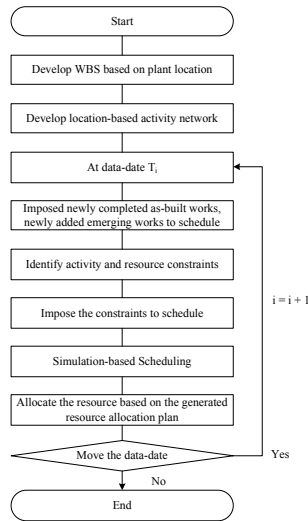 Start
Develop WBS based on plant location
Develop location-based activity network
At data-date Ti
Imposed newly completed as-built works,
newly added emerging works to schedule
Identify activity and resource constraints
i = i + 1
Impose the constraints to schedule
Simulation-based Scheduling
Allocate the resource based on the generated
resource allocation plan
Move the data-date
Yes
No
End